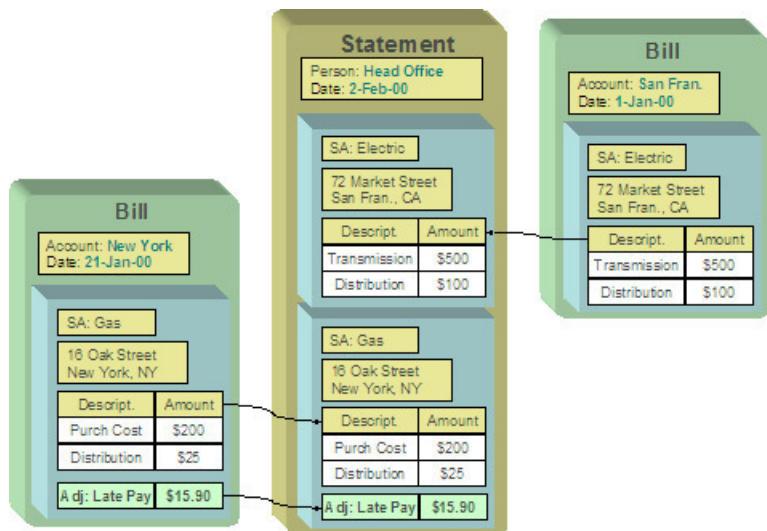 Statement
Person: Head Office
Date: 2-Feb-00
SA: Electric
72 Market Street
San Fran., CA
Descript. Amount
Transmission $500
Distribution $100
SA: Gas
16 Oak Street
New York, NY
Descript. Amount
Purch Cost $200
Distribution $25
Adj: Late Pay $15.90
Bill
Account: San Fran.
Date: 1-Jan-00
SA: Electric
72 Market Street
San Fran., CA
Descript. Amount
Transmission $500
Distribution $100
Bill
Account: New York
Date: 21-Jan-00
SA: Gas
16 Oak Street
New York, NY
Descript. Amount
Purch Cost $200
Distribution $25
Adj: Late Pay $15.90